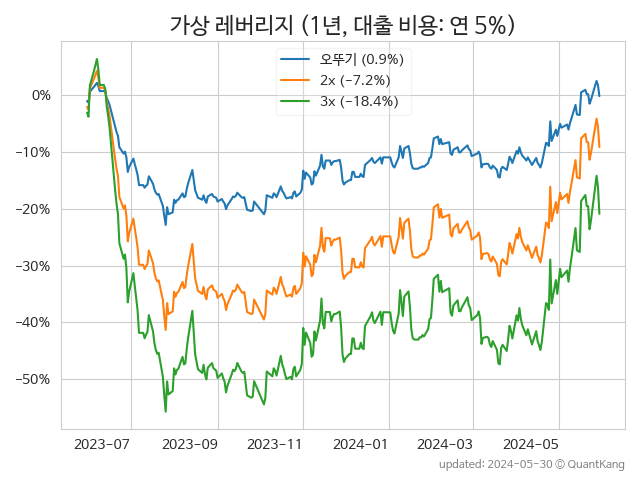 가상 레버리지 (1년, 대출 비용: 연 5%)
오뚜기 (0.9%)
2x (−7.2%)
3x (−18.4%)
0%
−10%
−20%
−30%
−40%
−50%
2023-07 2023-09 2023-11 2024-01 2024-03 2024-05
updated: 2024-05-30 © QuantKang